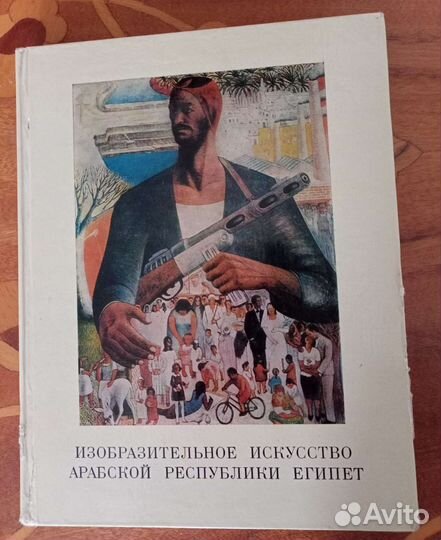 ИЗОБРАЗИТЕЛЬНОЕ ИСКУССТВО
АРАБСКОЙ РЕСПУБЛИКИ ЕГИПЕТ
Avito